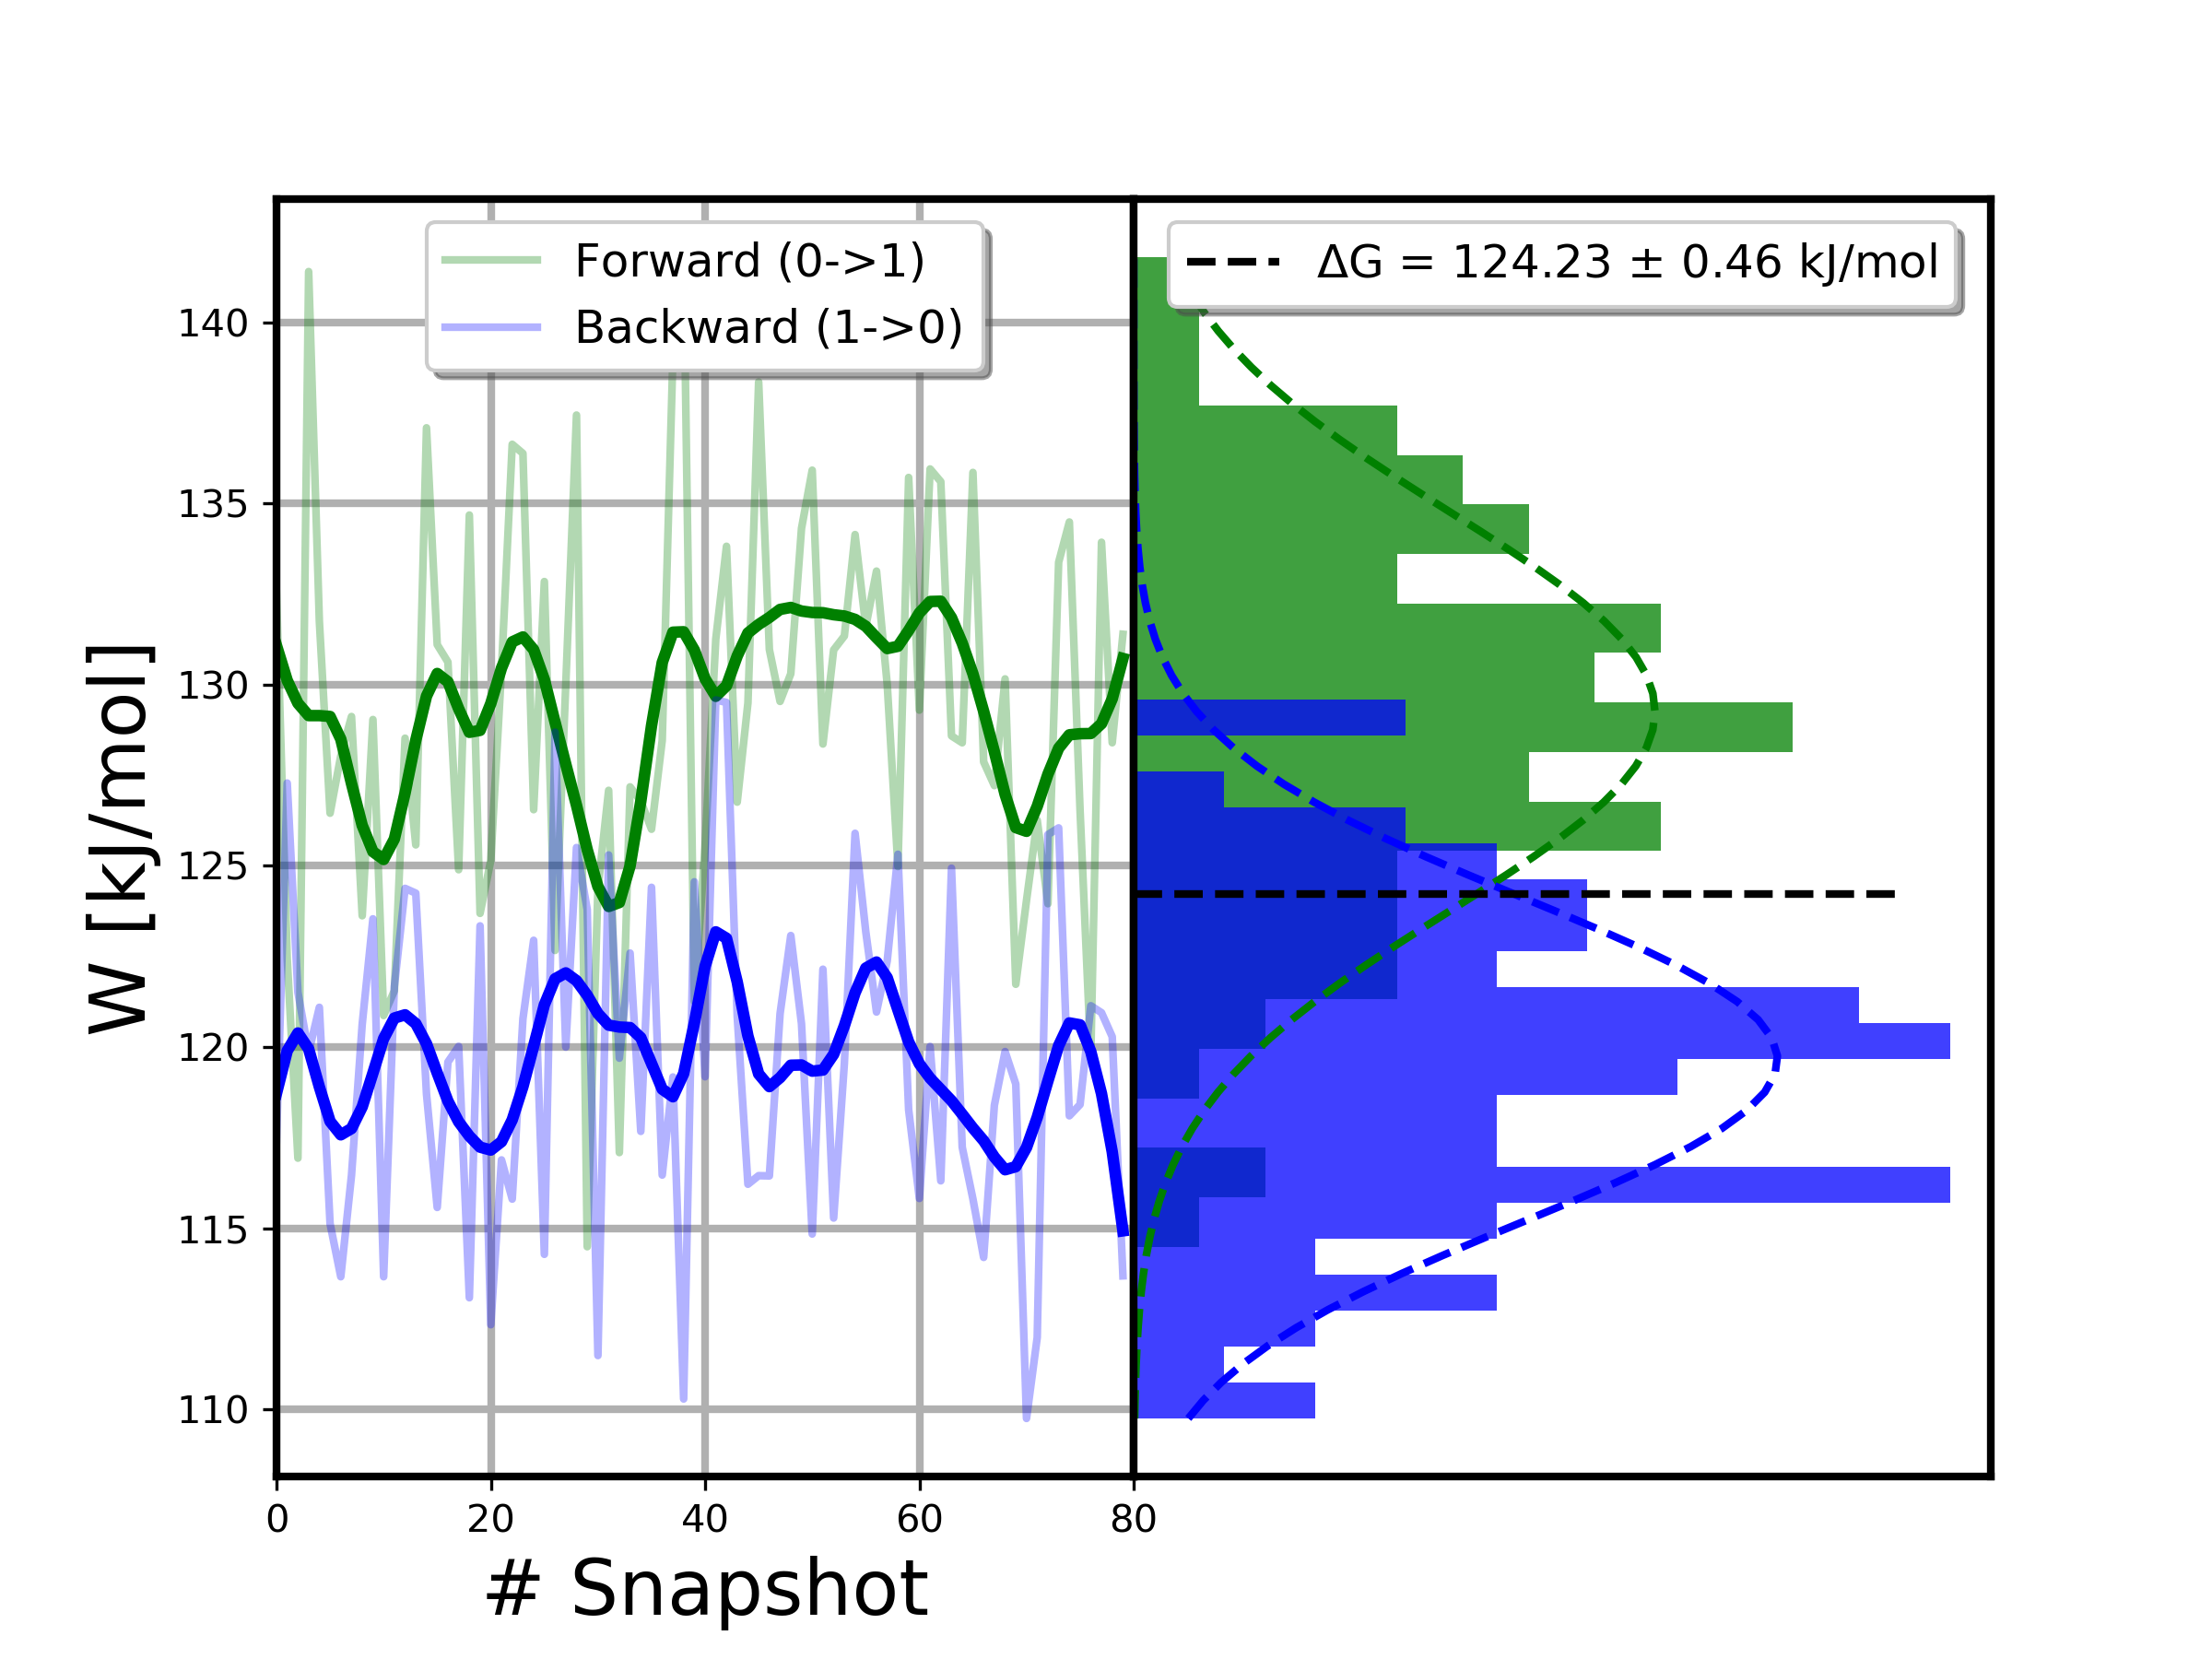 Forward (0->1)
Backward (1->0)
ΔG = 124.23 ± 0.46 kJ/mol
140
135
130
125
120
115
110
W [kJ/mol]
0 20 40 60 80
# Snapshot